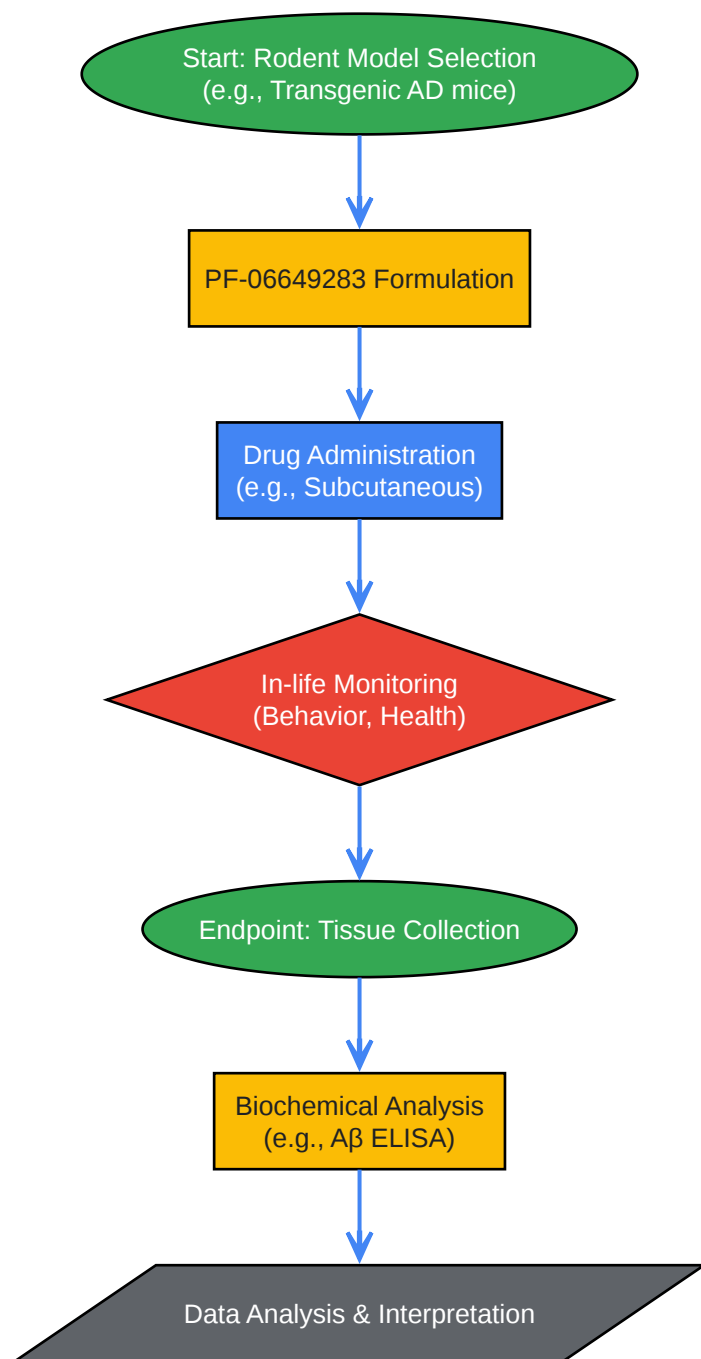 Start: Rodent Model Selection
(e.g., Transgenic AD mice)
PF-06649283 Formulation
Drug Administration
(e.g., Subcutaneous)
In-life Monitoring
(Behavior, Health)
Endpoint: Tissue Collection
Biochemical Analysis
(e.g., Aβ ELISA)
Data Analysis & Interpretation